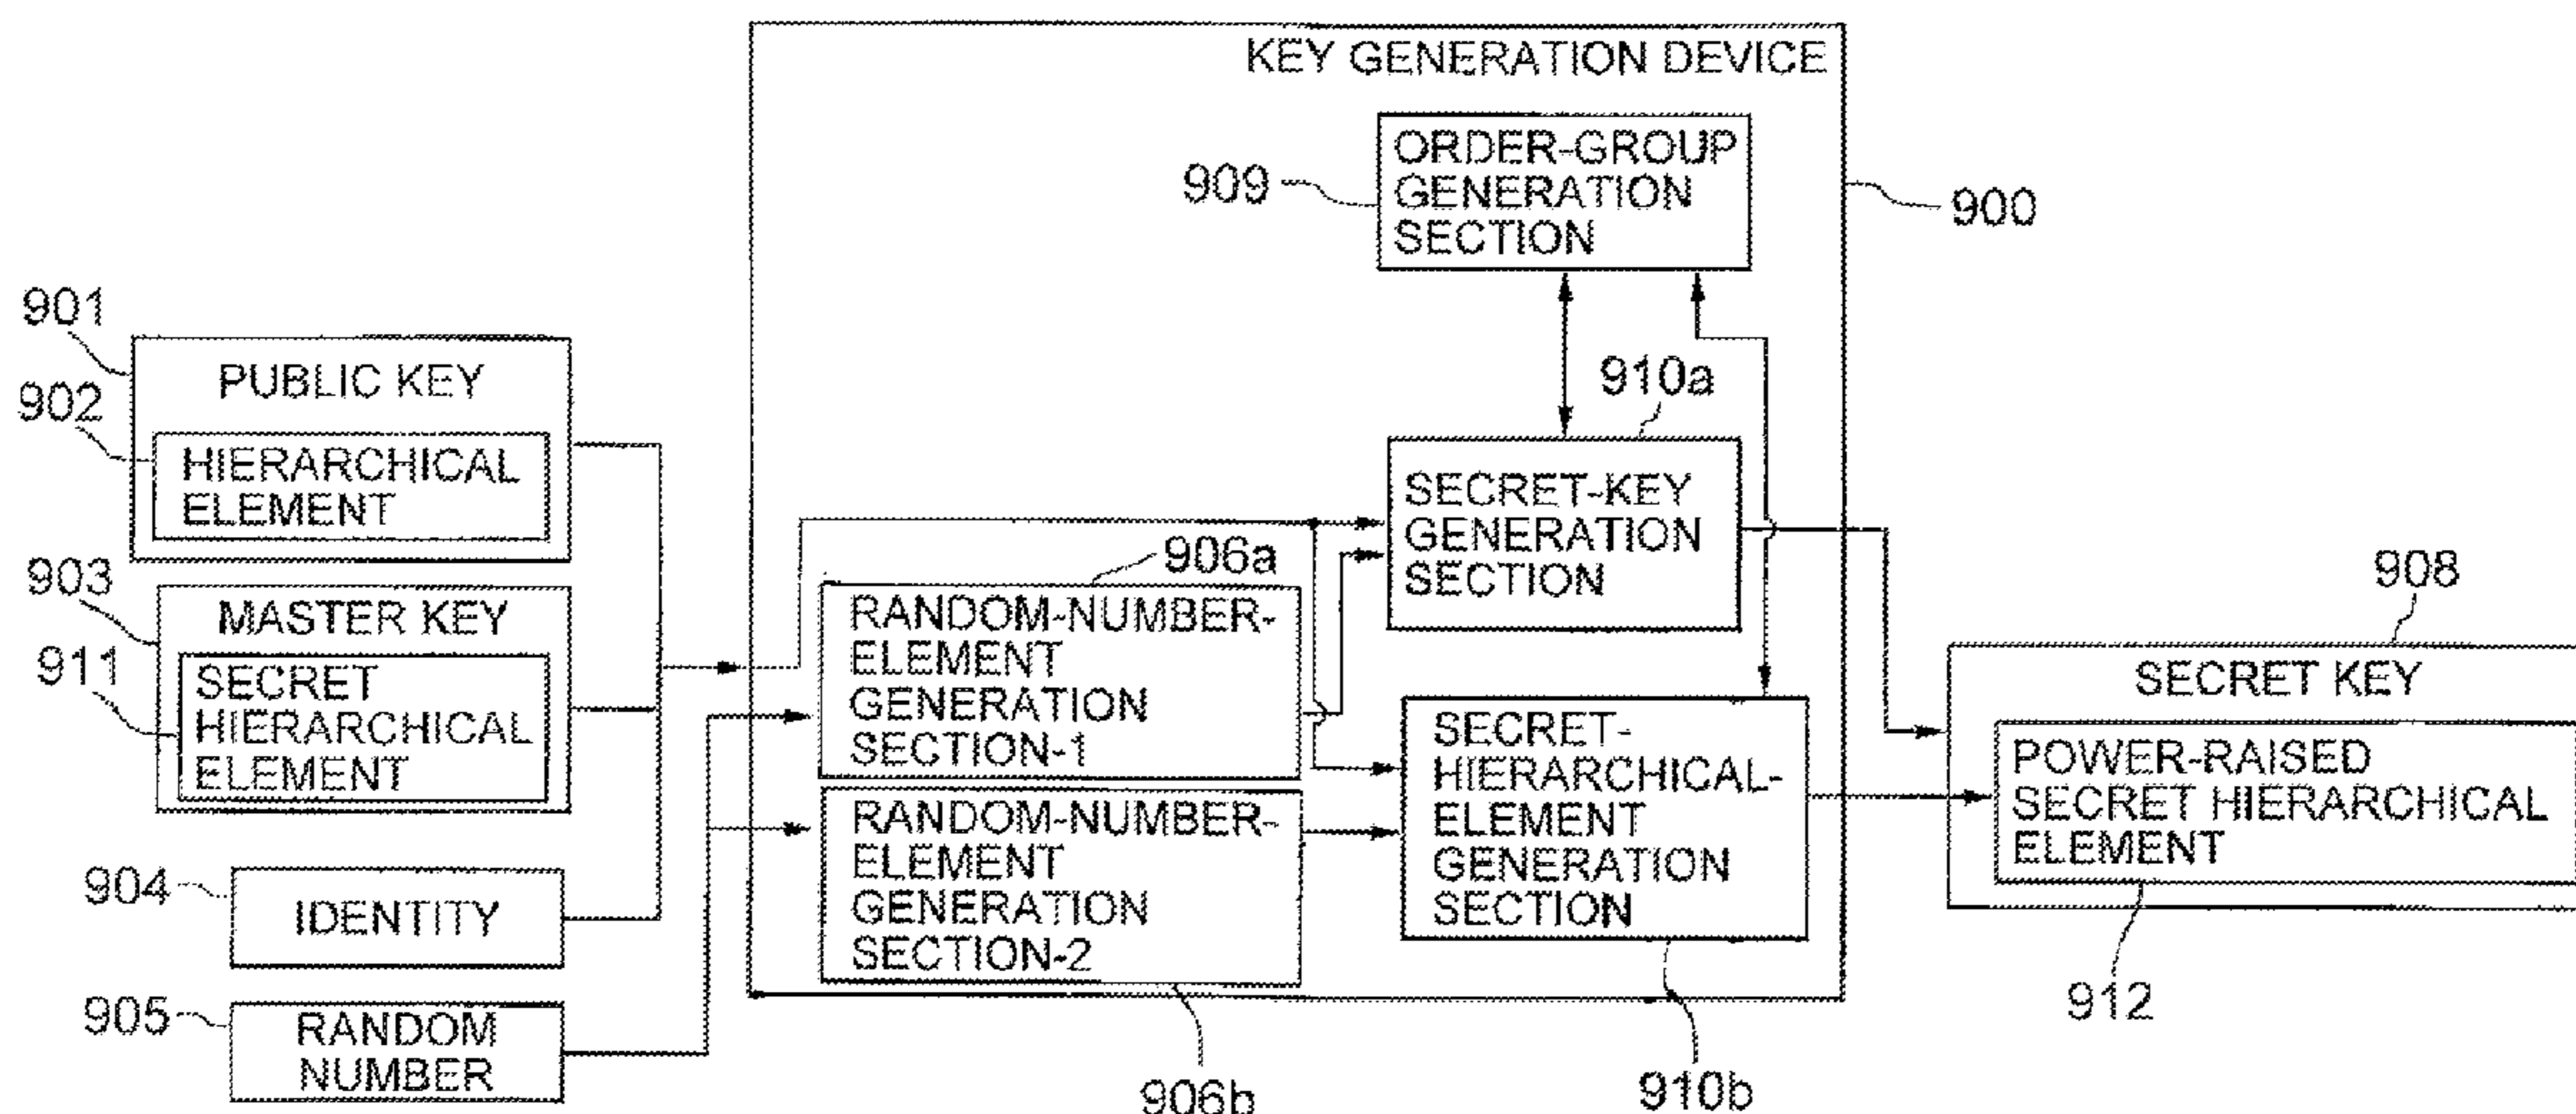 KEY GENERATION DEVICE
ORDER-GROUP
GENERATION
SECTION
909
900
901
PUBLIC KEY
902
HIERARCHICAL
ELEMENT
910a
SECRET-KEY
GENERATION
SECTION
903
MASTER KEY
911
SECRET
HIERARCHICAL
ELEMENT
906a
RANDOM-NUMBER-
ELEMENT
GENERATION
SECTION-1
908
SECRET KEY
POWER-RAISED
SECRET HIERARCHICAL
ELEMENT
912
SECRET-
HIERARCHICAL-
ELEMENT
GENERATION
SECTION
910b
RANDOM-NUMBER-
ELEMENT
GENERATION
SECTION-2
906b
904
IDENTITY
905
RANDOM
NUMBER